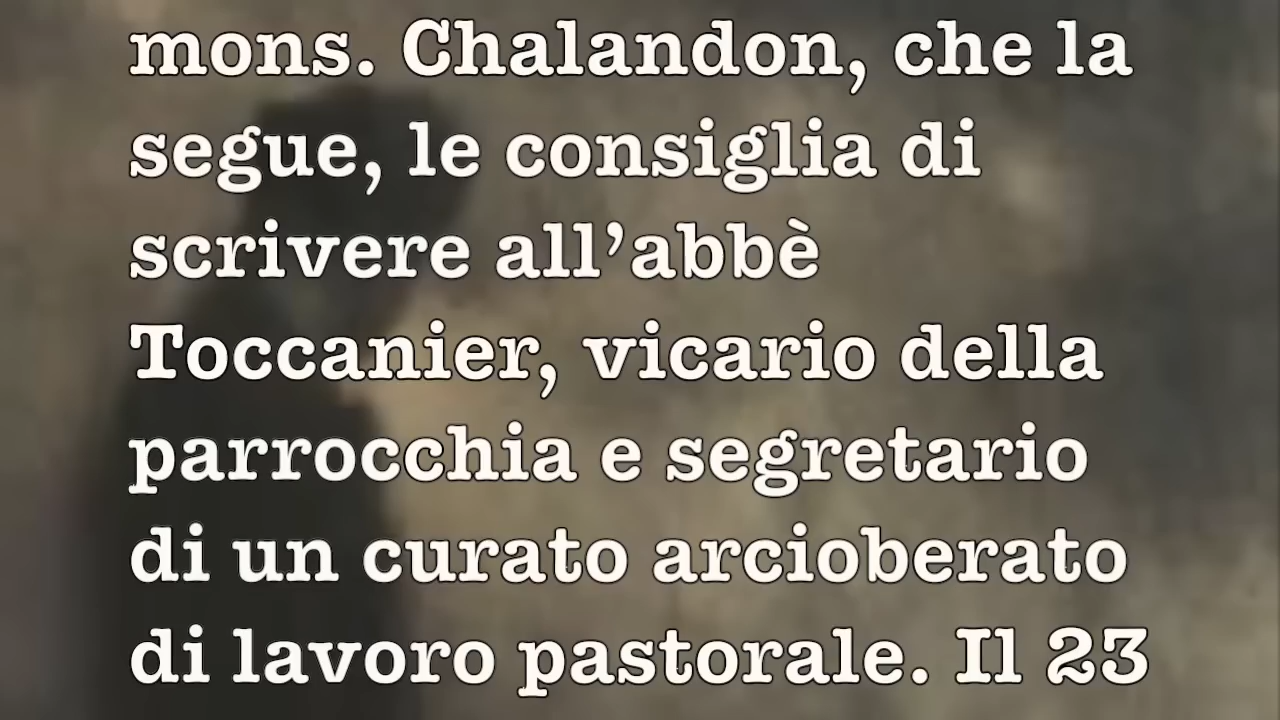 mons. Chalandon, che la
segue, le consiglia di
scrivere all’abbè
Toccanier, vicario della
parrocchia e segretario
di un curato arcioberato
di lavoro pastorale. Il 23